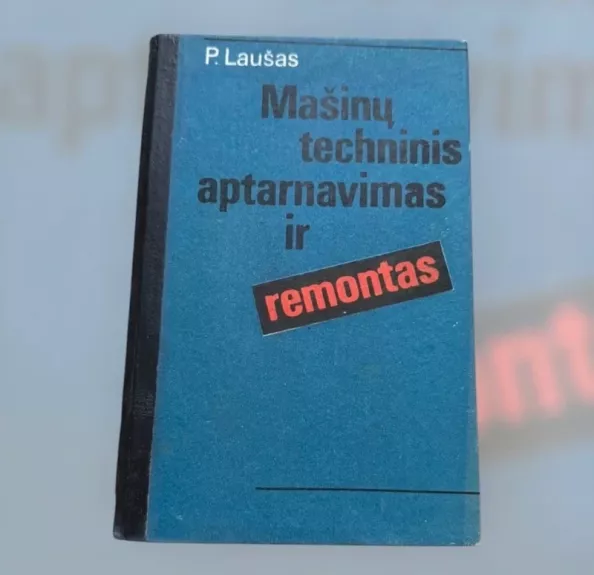 P. Laušas
Mašinų
techninis
aptarnavimas
ir
remontas